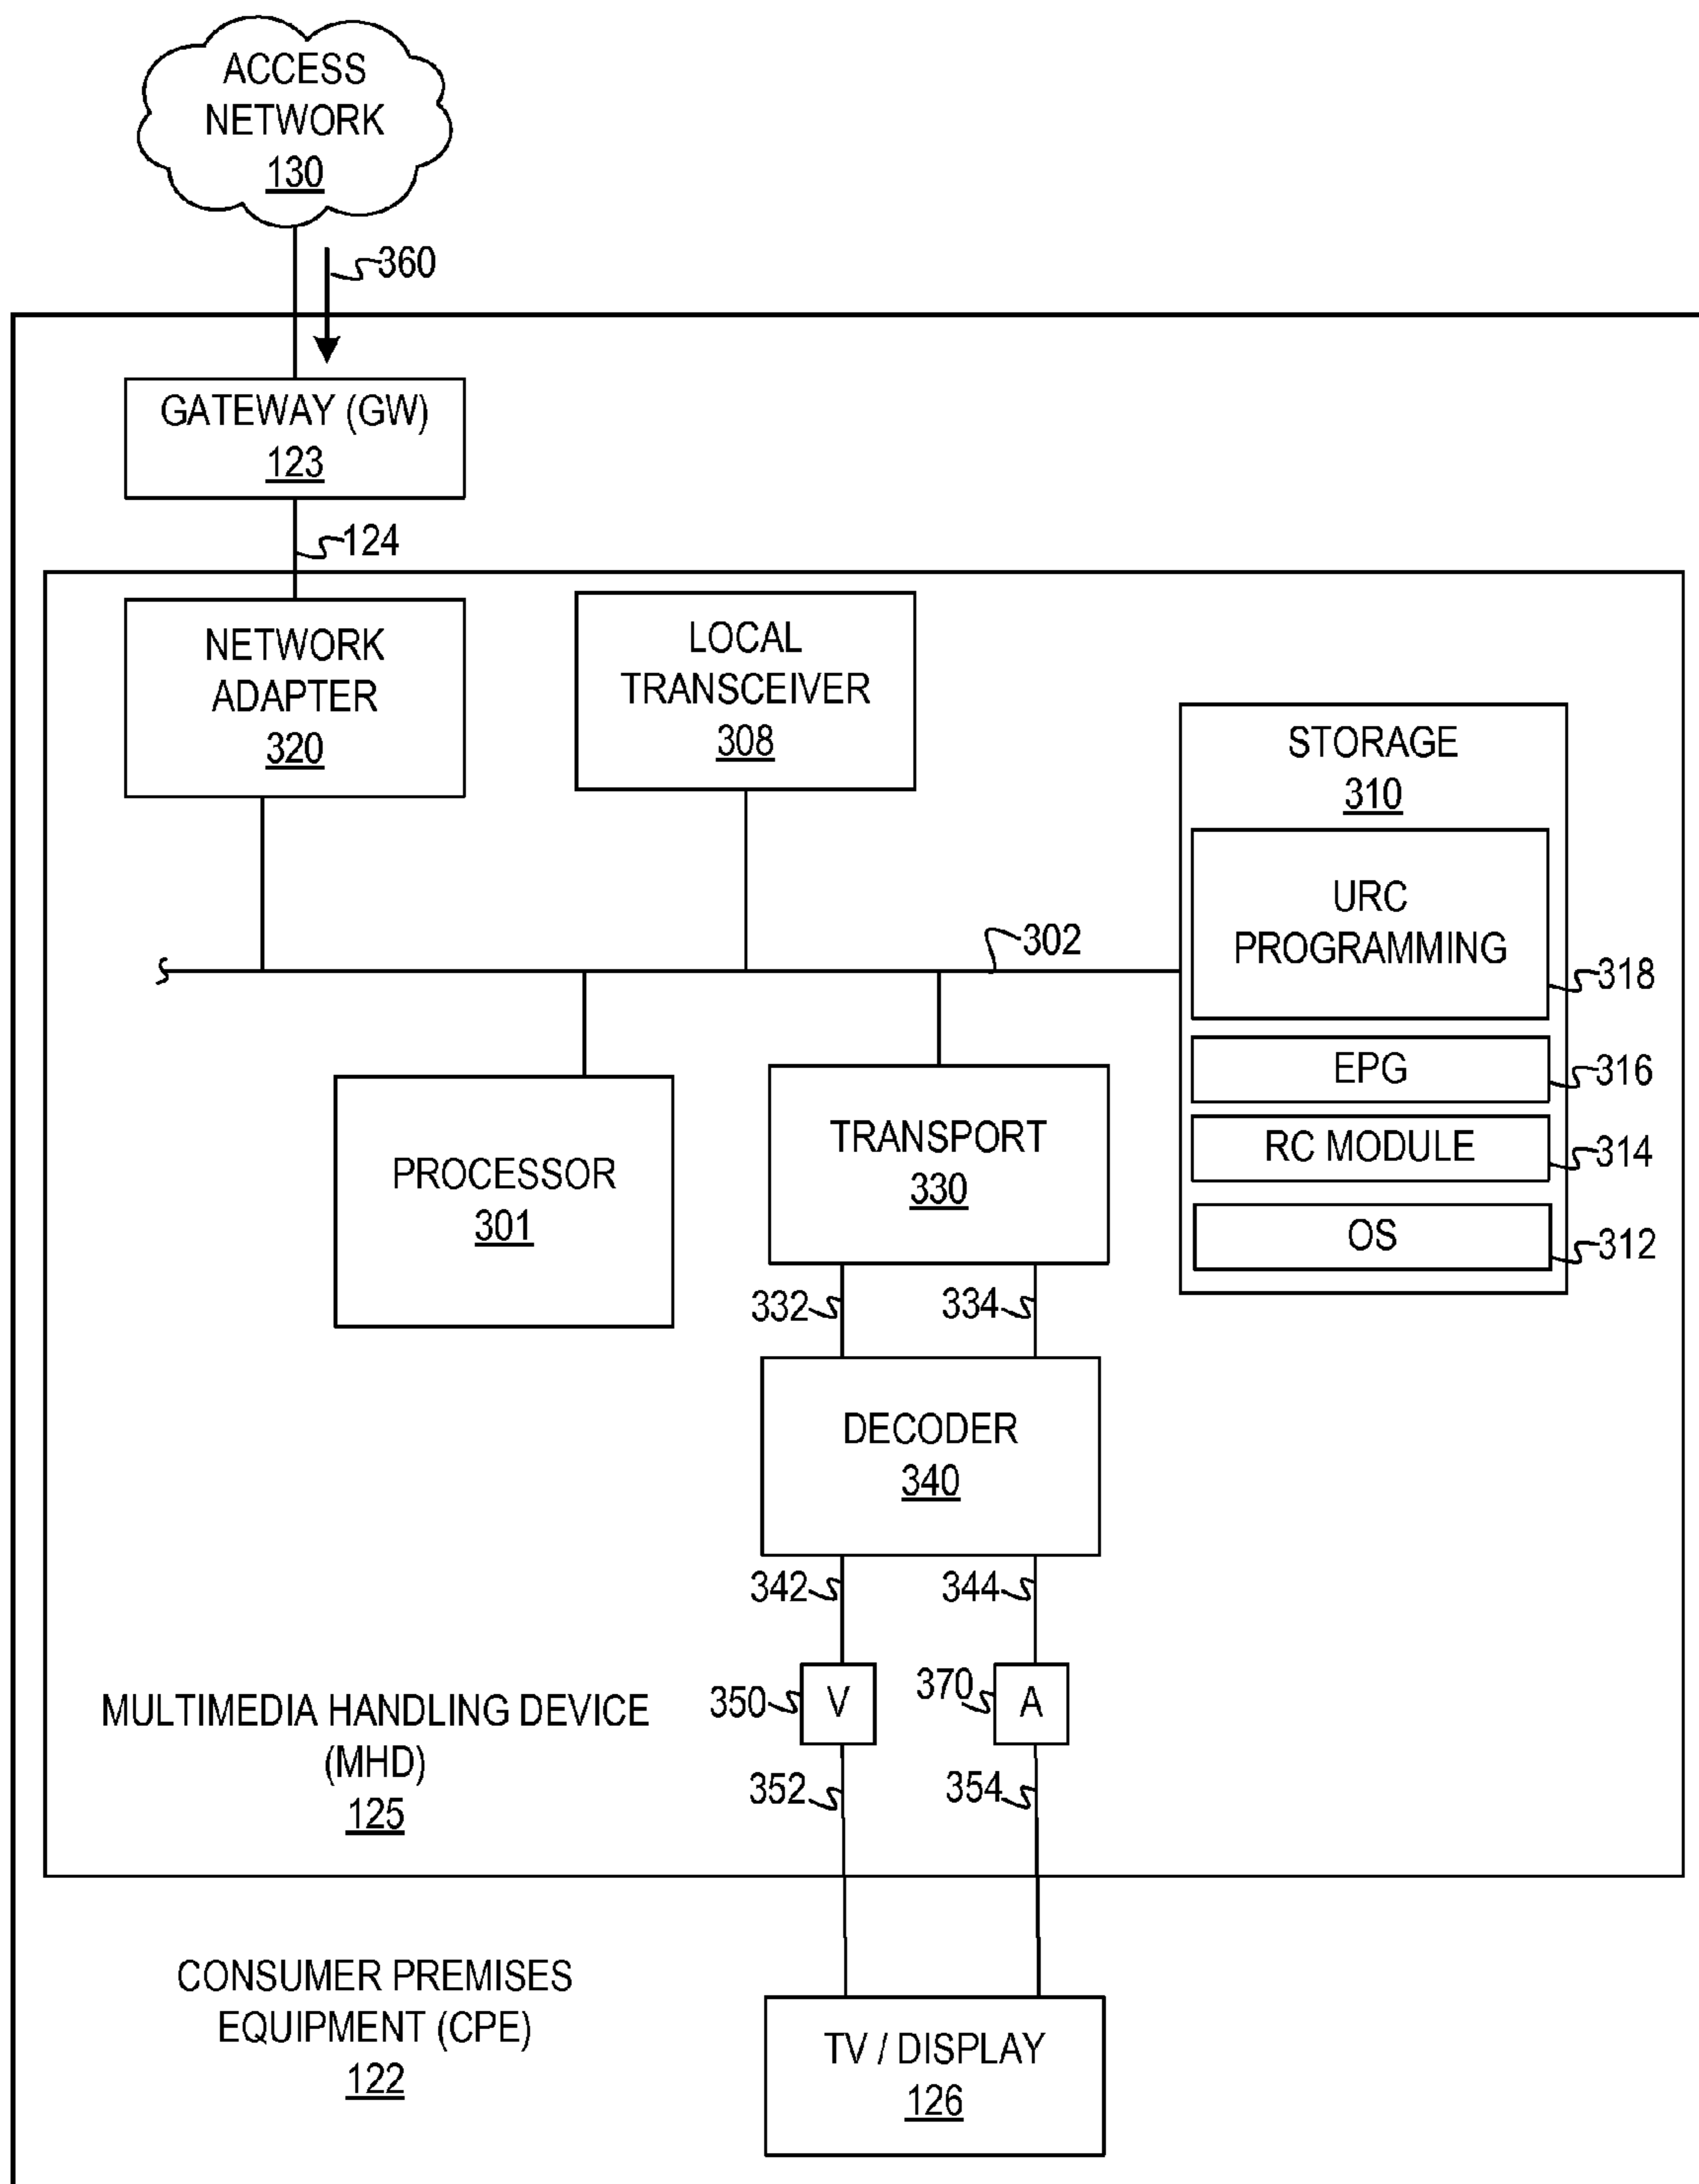 ACCESS
NETWORK
130
360
GATEWAY (GW)
123
124
NETWORK
ADAPTER
320
LOCAL
TRANSCEIVER
308
STORAGE
310
URC
PROGRAMMING
318
302
EPG
316
RC MODULE
314
OS
312
PROCESSOR
301
TRANSPORT
330
332
334
DECODER
340
342
344
350
V
370
A
352
354
MULTIMEDIA HANDLING DEVICE
(MHD)
125
CONSUMER PREMISES
EQUIPMENT (CPE)
122
TV / DISPLAY
126